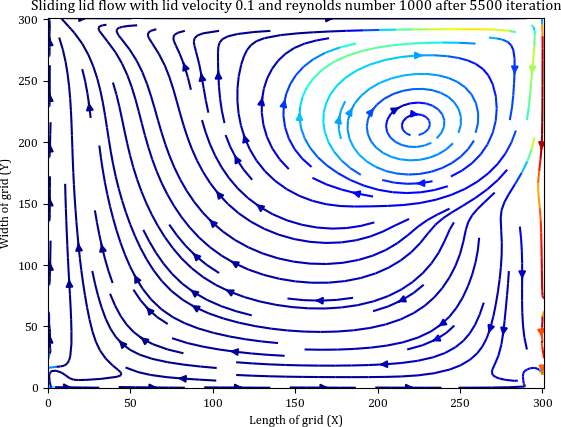 Sliding lid flow with lid velocity 0.1 and reynolds number 1000 after 5500 iteration
300
250
200
150
100
50
0
Width of grid (Y)
0 50 100 150 200 250 300
Length of grid (X)